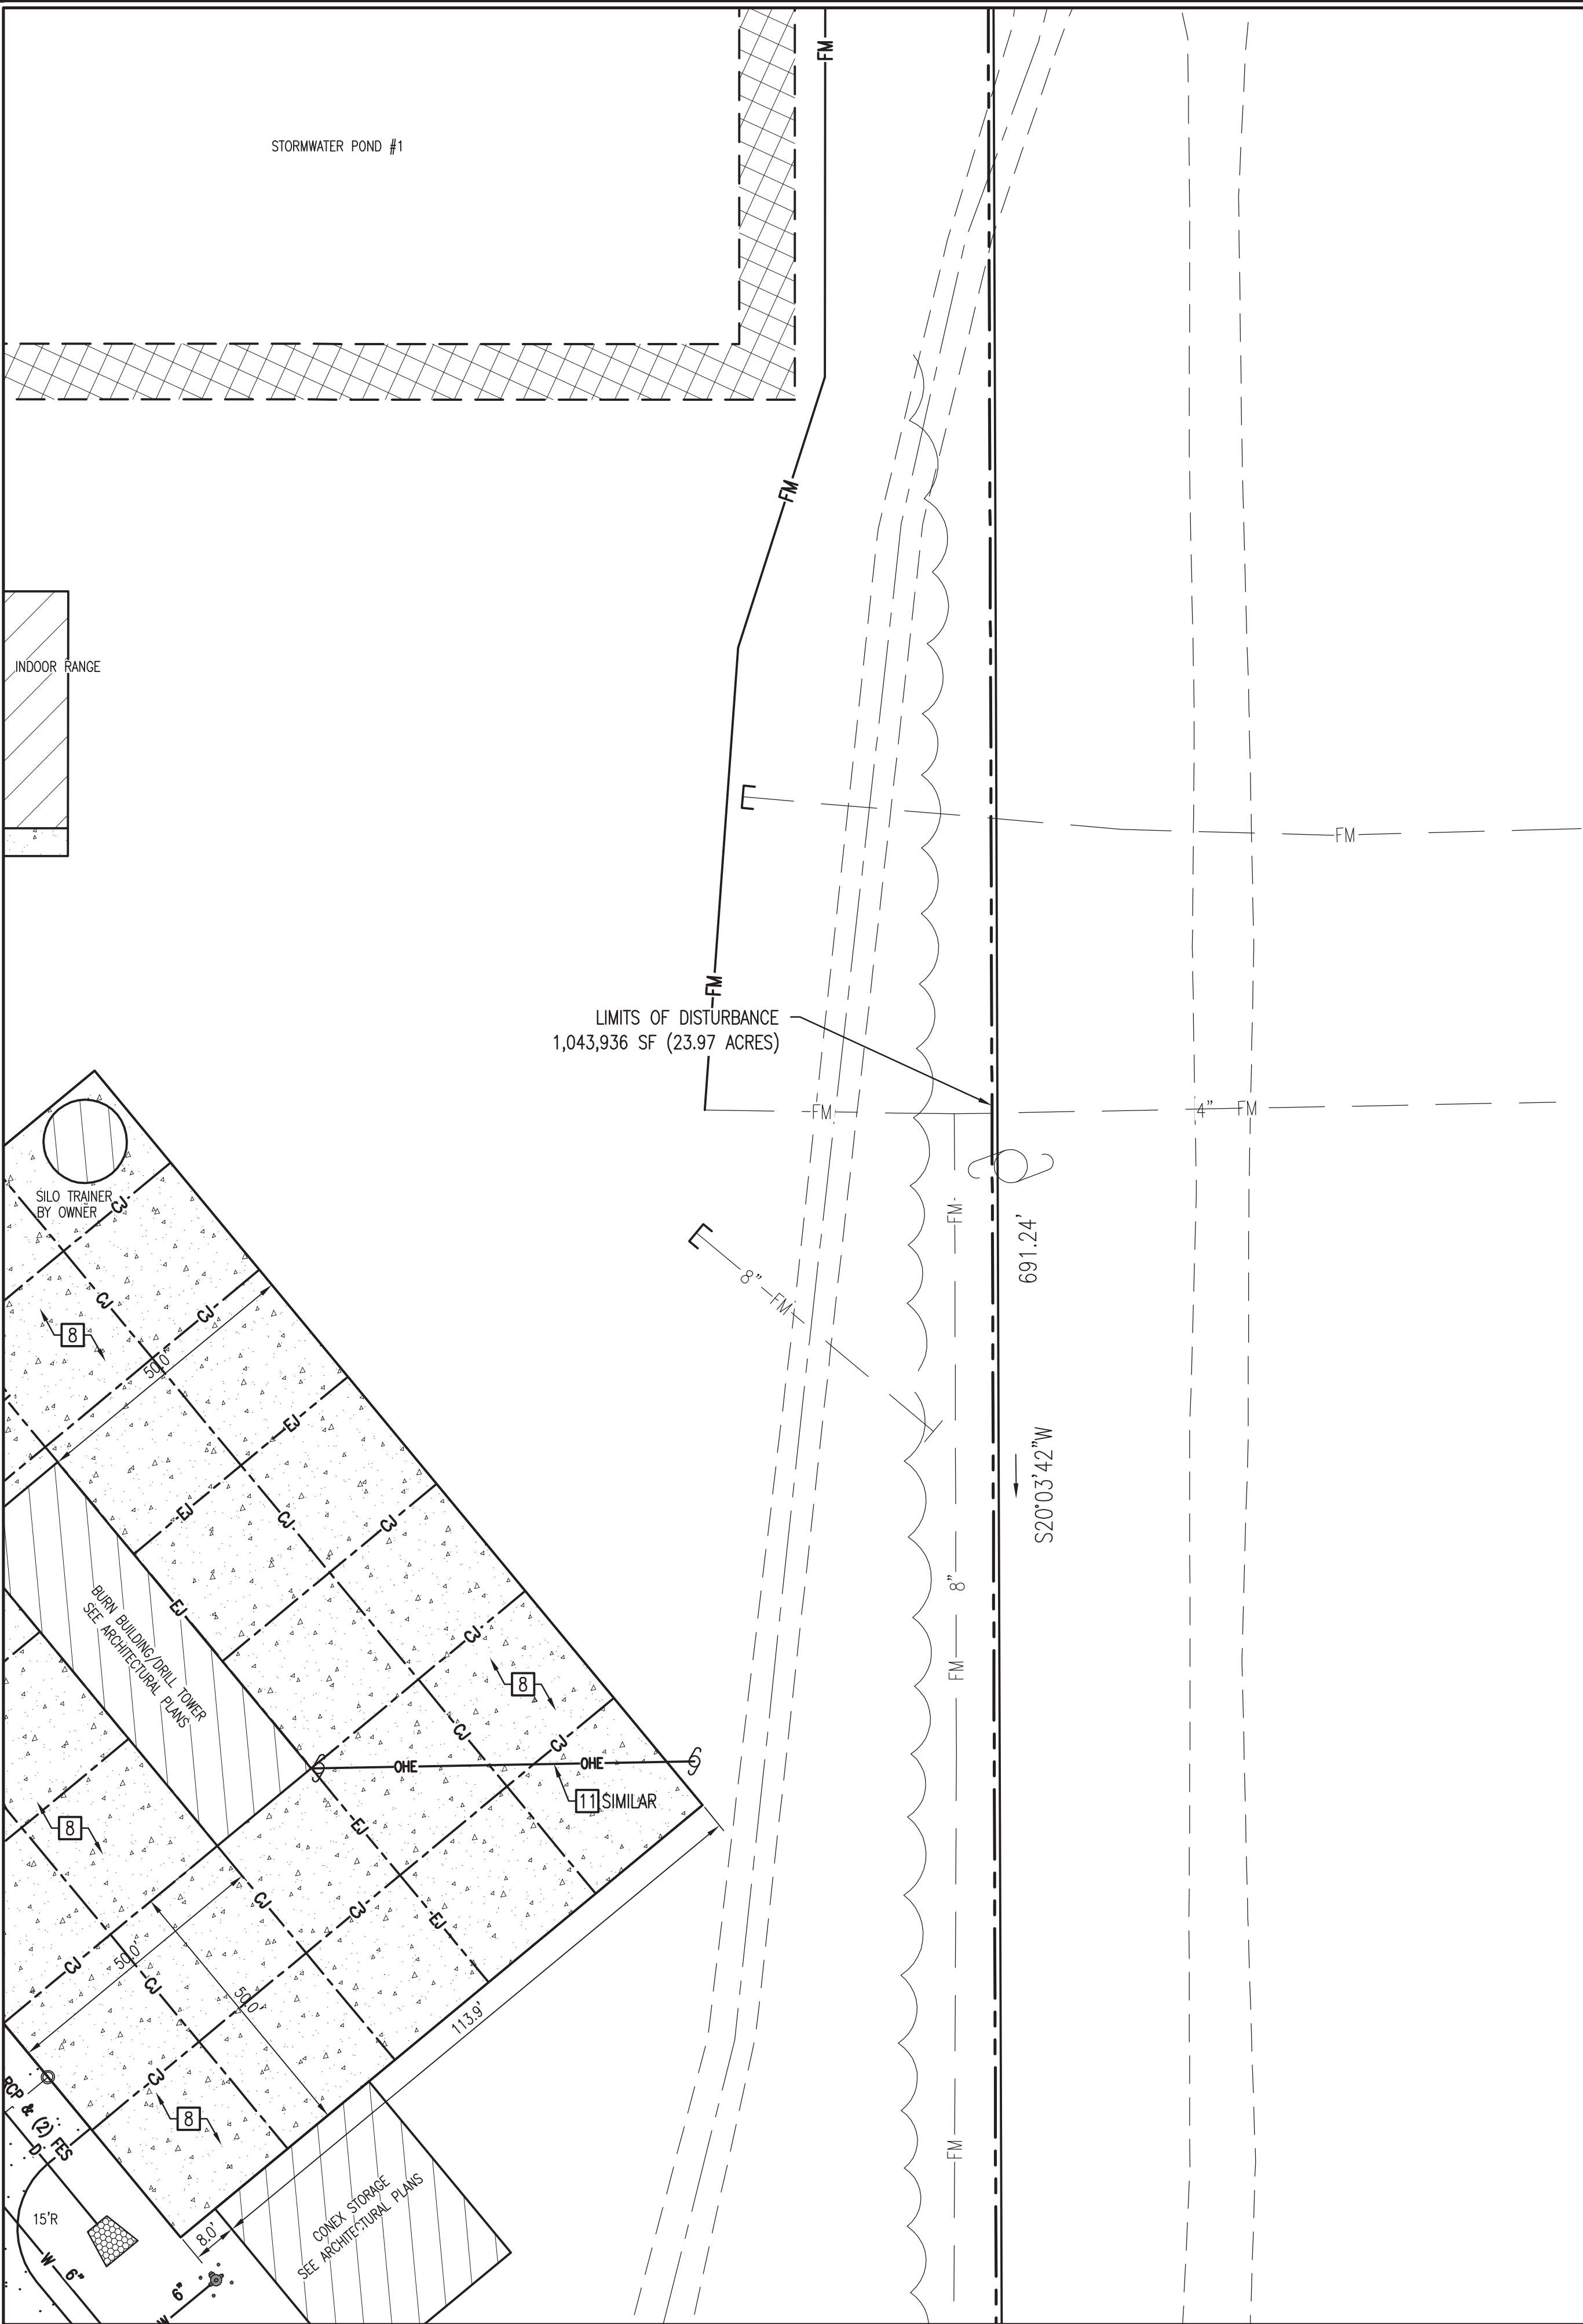 FM
STORMWATER POND #1
FM
INDOOR RANGE
FM
FM
LIMITS OF DISTURBANCE
1,043,936 SF (23.97 ACRES)
FM
4" FM
SILO TRAINER
BY OWNER
CJ
FM
691.24'
8" FM
CJ
CJ
8
50.0'
EJ
EJ
S20°03'42"W
CJ
CJ
8"
BURN BUILDING/DRILL TOWER
SEE ARCHITECTURAL PLANS
EJ
CJ
FM
8
CJ
CJ
OHE
OHE
11 SIMILAR
8
EJ
CJ
CJ
EJ
CJ
50.0'
CJ
50.0'
113.9'
CJ
RCP & (2) FES
D
8
FM
15'R
8.0'
CONEX STORAGE
SEE ARCHITECTURAL PLANS
W 6"
6"
W